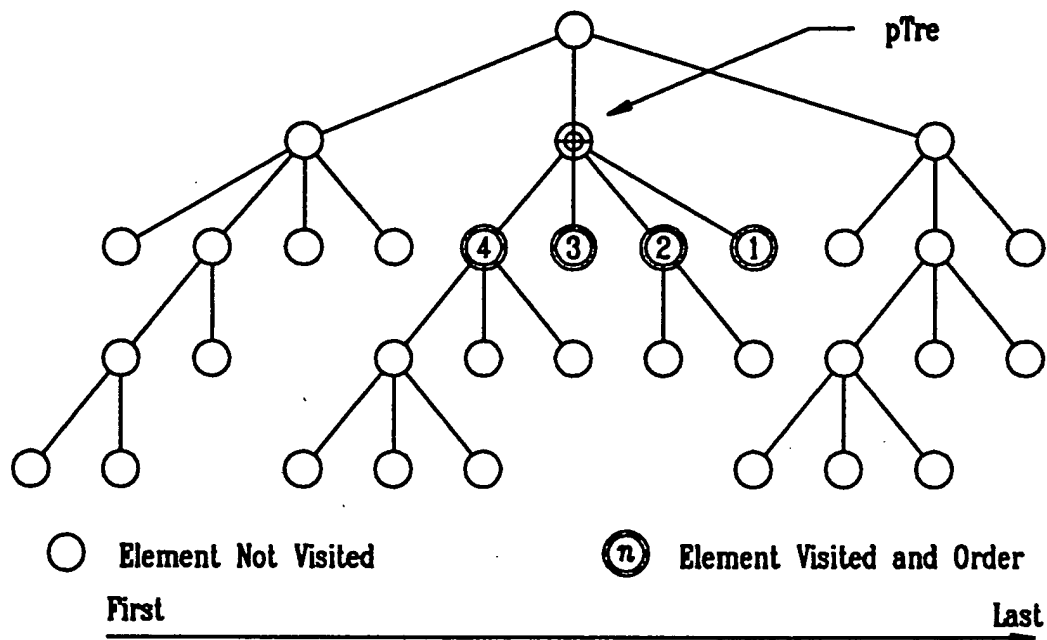 pTre
4 3 2 1
Element Not Visited
n Element Visited and Order
First
Last